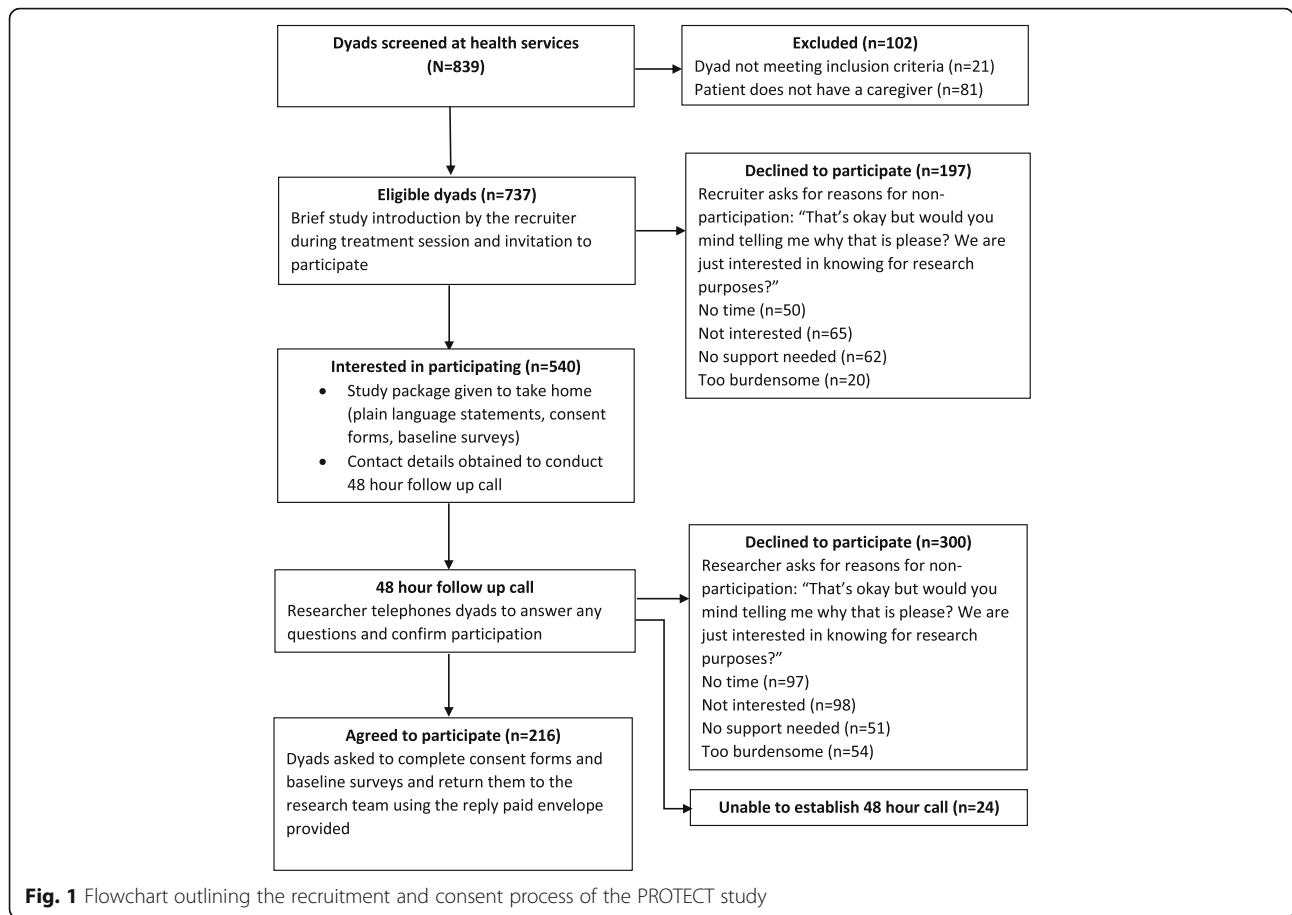 Dyads screened at health services
(N=839)
Excluded (n=102)
Dyad not meeting inclusion criteria (n=21)
Patient does not have a caregiver (n=81)
Eligible dyads (n=737)
Brief study introduction by the recruiter
during treatment session and invitation to
participate
Declined to participate (n=197)
Recruiter asks for reasons for non-
participation: “That’s okay but would you
mind telling me why that is please? We are
just interested in knowing for research
purposes?”
No time (n=50)
Not interested (n=65)
No support needed (n=62)
Too burdensome (n=20)
Interested in participating (n=540)
• Study package given to take home
(plain language statements, consent
forms, baseline surveys)
• Contact details obtained to conduct
48 hour follow up call
48 hour follow up call
Researcher telephones dyads to answer any
questions and confirm participation
Declined to participate (n=300)
Researcher asks for reasons for non-
participation: “That’s okay but would you
mind telling me why that is please? We are
just interested in knowing for research
purposes?”
No time (n=97)
Not interested (n=98)
No support needed (n=51)
Too burdensome (n=54)
Agreed to participate (n=216)
Dyads asked to complete consent forms and
baseline surveys and return them to the
research team using the reply paid envelope
provided
Unable to establish 48 hour call (n=24)
Fig. 1 Flowchart outlining the recruitment and consent process of the PROTECT study